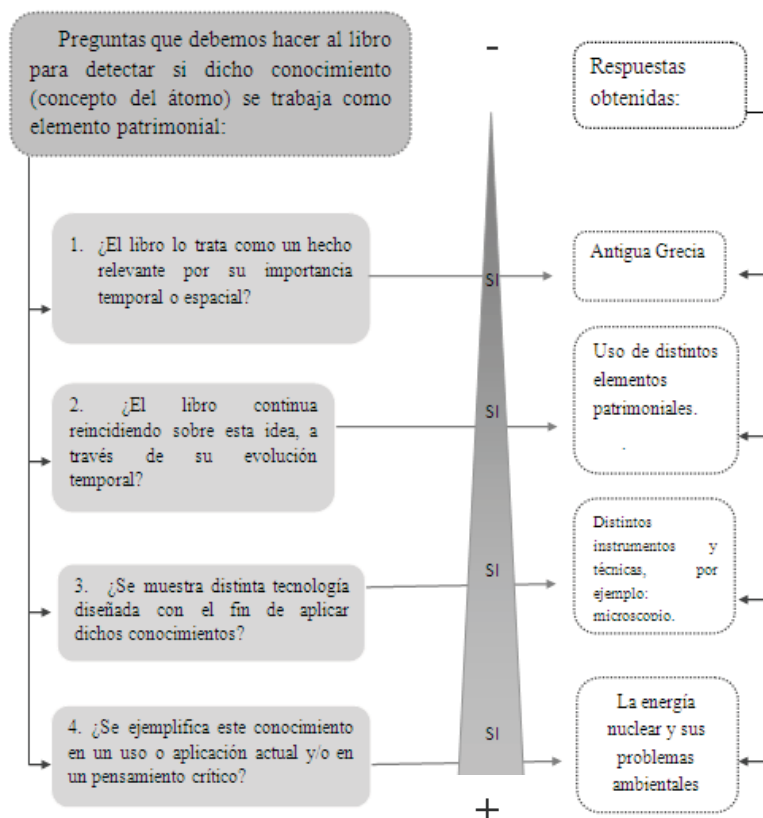 Preguntas que debemos hacer al libro
para detectar si dicho conocimiento
(concepto del átomo) se trabaja como
elemento patrimonial:
-
Respuestas
obtenidas:
1. ¿El libro lo trata como un hecho
relevante por su importancia
temporal o espacial?
SI
Antigua Grecia
2. ¿El libro continua
reincidiendo sobre esta idea, a
través de su evolución
temporal?
SI
Uso de distintos
elementos
patrimoniales.
.
3. ¿Se muestra distinta tecnología
diseñada con el fin de aplicar
dichos conocimientos?
SI
Distintos
instrumentos y
técnicas, por
ejemplo:
microscopio.
4. ¿Se ejemplifica este conocimiento
en un uso o aplicación actual y/o en
un pensamiento crítico?
SI
La energía
nuclear y sus
problemas
ambientales
+